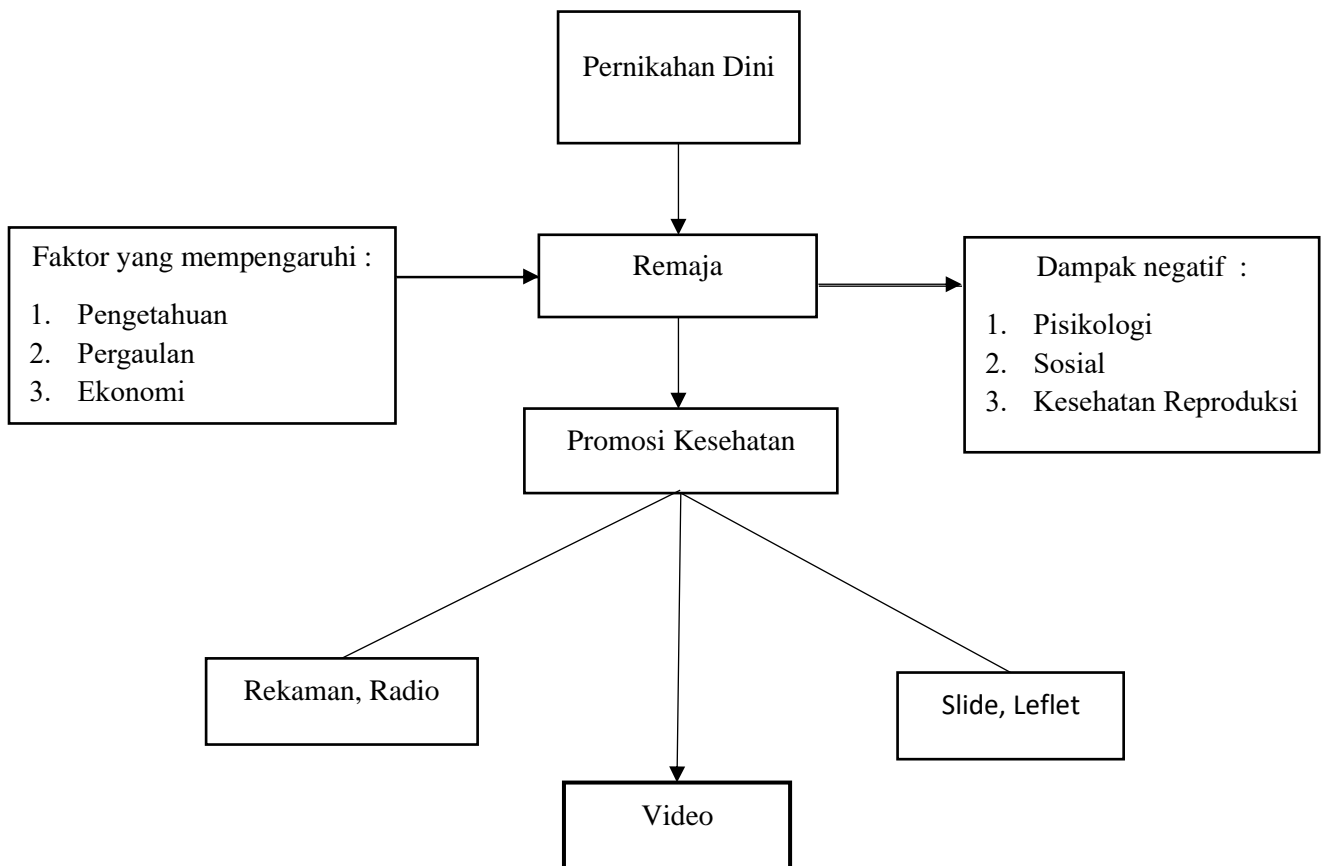 Pernikahan Dini
Faktor yang mempengaruhi :
1. Pengetahuan
2. Pergaulan
3. Ekonomi
Remaja
Dampak negatif :
1. Pisikologi
2. Sosial
3. Kesehatan Reproduksi
Promosi Kesehatan
Rekaman, Radio
Slide, Leflet
Video